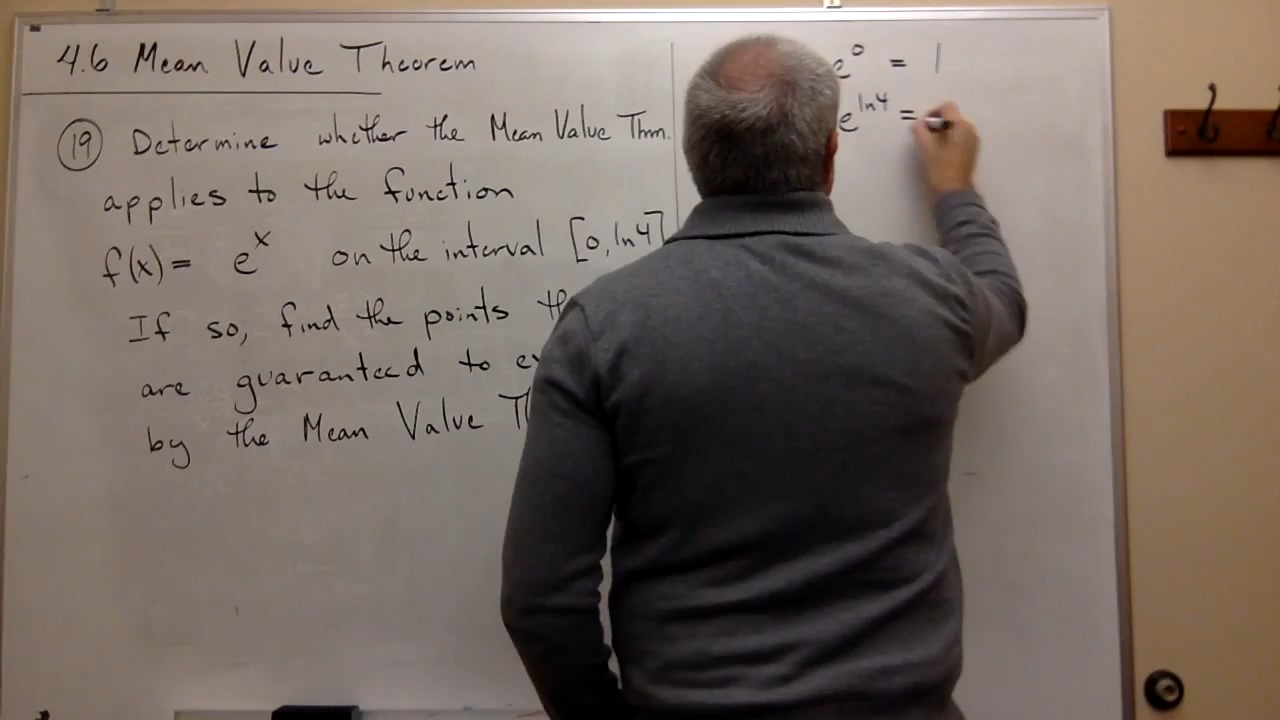 4.6 Mean Value Theorem
19 Determine whether the Mean Value Thm.
applies to the function
f(x) = e^x on the interval [0, ln4]
If so, find the points
are guaranteed to
by the Mean Value
e^0 = 1
e^ln4 =